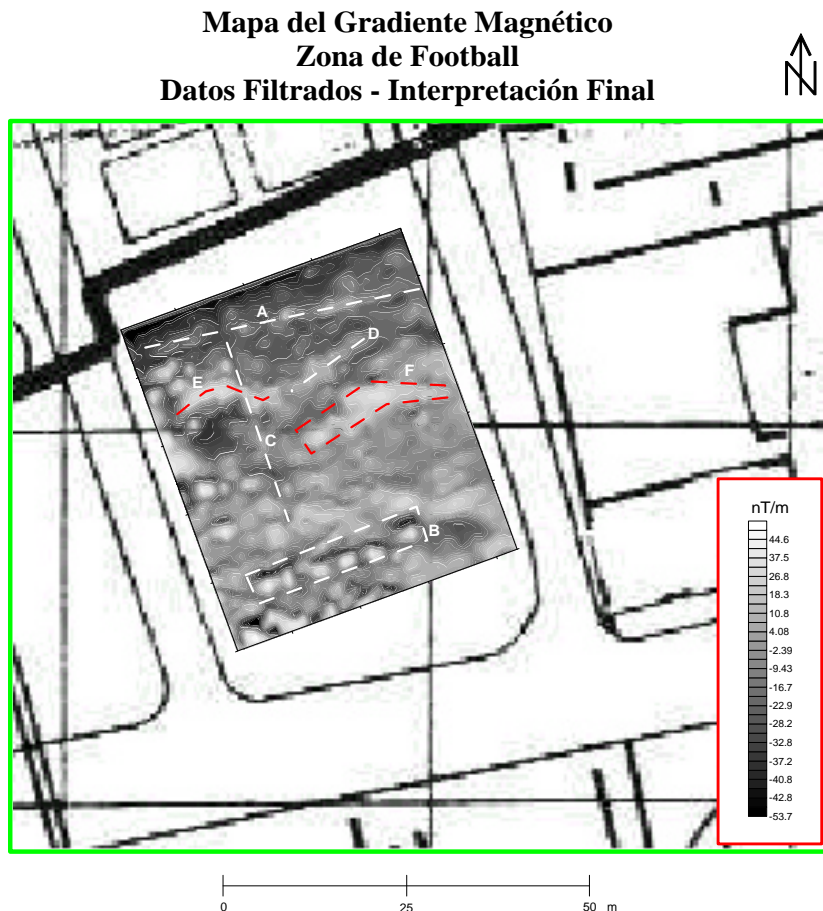 Mapa del Gradiente Magnético
Zona de Football
Datos Filtrados - Interpretación Final
N
A
D
E
F
C
B
nT/m
44.6
37.5
26.8
18.3
10.8
4.08
-2.39
-9.43
-16.7
-22.9
-28.2
-32.8
-37.2
-40.8
-42.8
-53.7
0 25 50 m